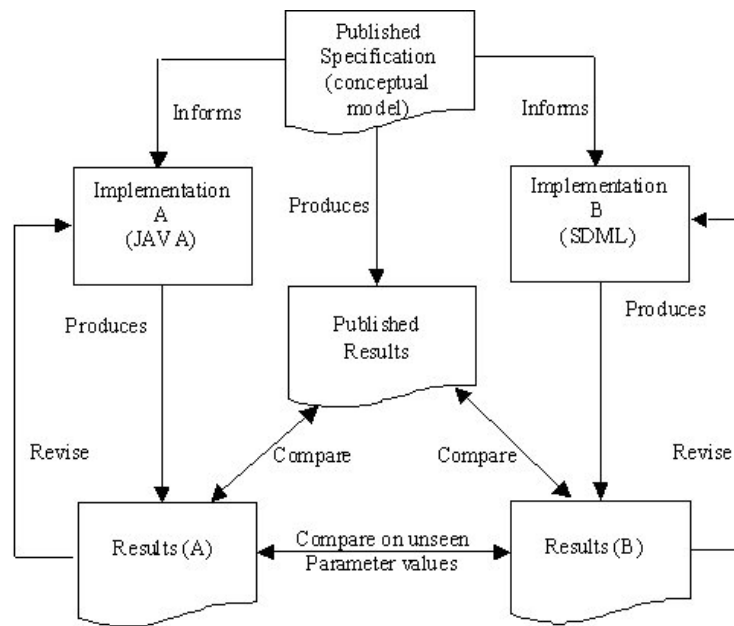 Published
Specification
(conceptual
model)
Informs
Informs
Implementation
A
(JAVA)
Implementation
B
(SDML)
Produces
Produces
Produces
Published
Results
Revise
Compare
Compare
Revise
Results (A)
Compare on unseen
Parameter values
Results (B)